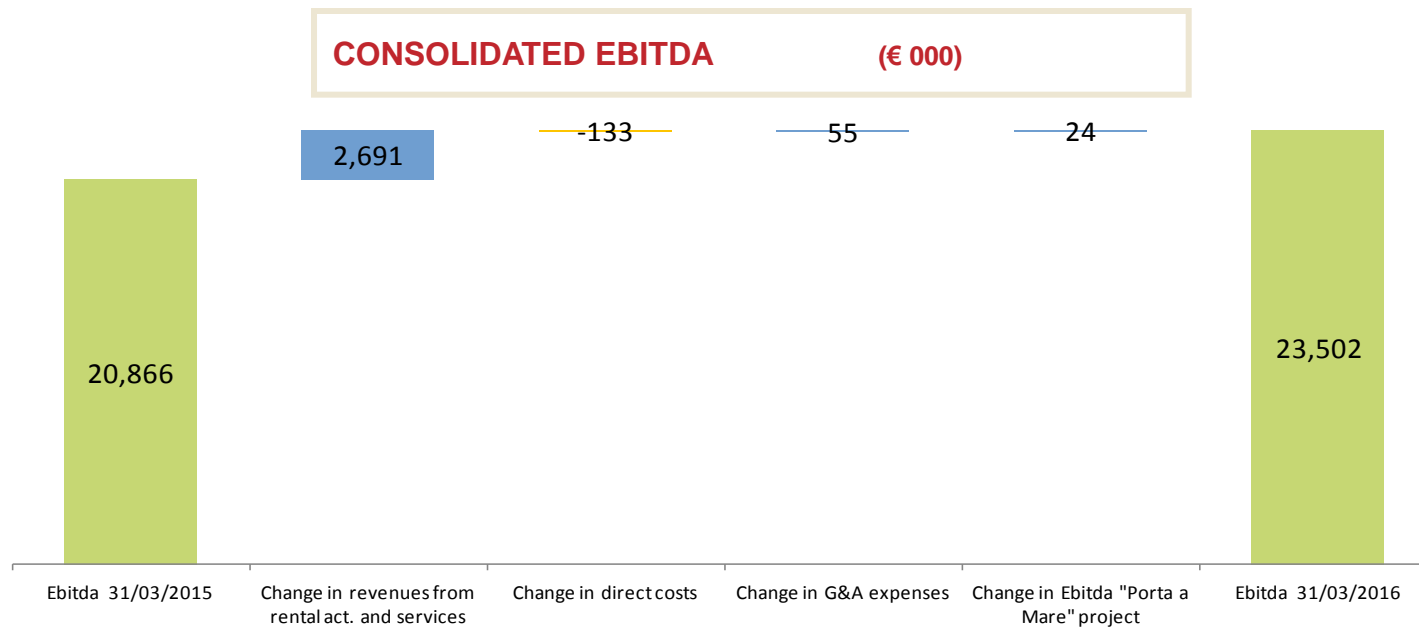 CONSOLIDATED EBITDA (€ 000)
2,691
-133
55
24
20,866
23,502
Ebitda 31/03/2015
Change in revenues from
rental act. and services
Change in direct costs
Change in G&A expenses
Change in Ebitda "Porta a
Mare" project
Ebitda 31/03/2016